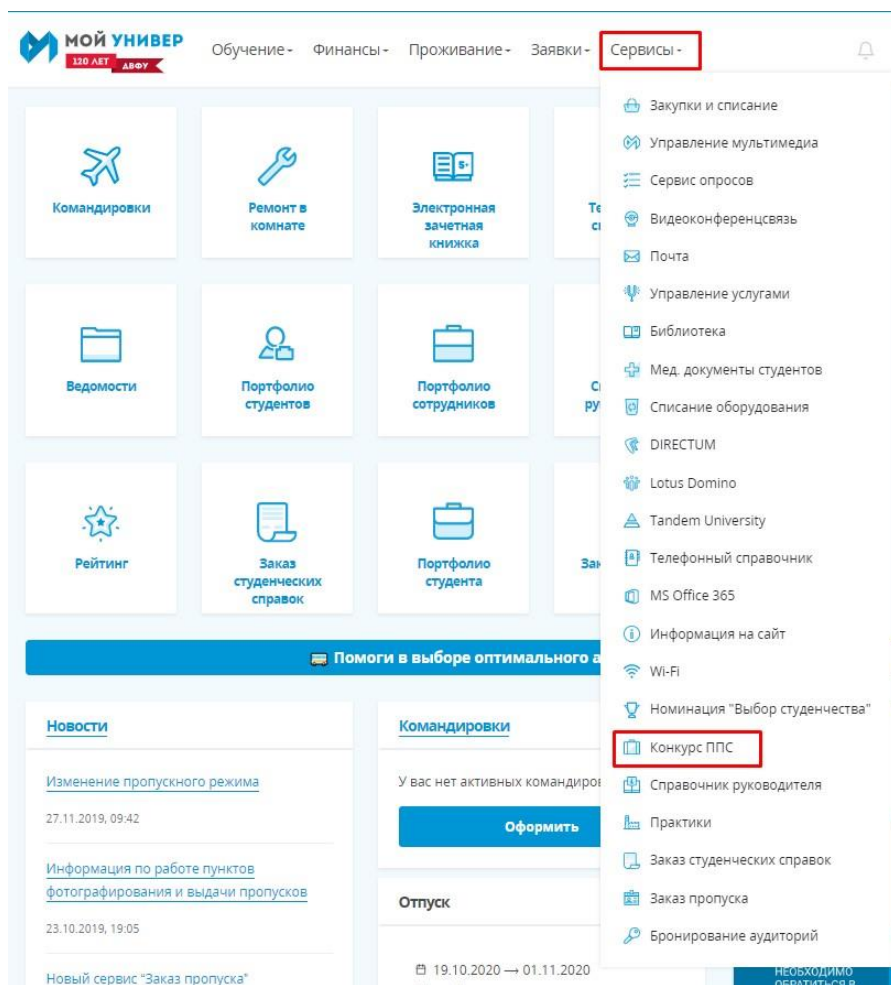 МОЙ УНИВЕР
120 ЛЕТ ДВФУ
Обучение Финансы Проживание Заявки Сервисы
Закупки и списание
Управление мультимедиа
Сервис опросов
Видеоконференцсвязь
Почта
Управление услугами
Библиотека
Мед. документы студентов
Списание оборудования
DIRECTUM
Lotus Domino
Tandem University
Телефонный справочник
MS Office 365
Информация на сайт
Wi-Fi
Номинация "Выбор студенчества"
Конкурс ППС
Справочник руководителя
Практики
Заказ студенческих справок
Заказ пропуска
Бронирование аудиторий
Командировки
Ремонт в
комнате
5+
Электронная
зачетная
книжка
Ведомости
Портфолио
студентов
Портфолио
сотрудников
Рейтинг
Заказ
студенческих
справок
Портфолио
студента
Помоги в выборе оптимального
Новости
Изменение пропускного режима
27.11.2019, 09:42
Информация по работе пунктов
фотографирования и выдачи пропусков
23.10.2019, 19:05
Новый сервис "Заказ пропуска"
Командировки
У вас нет активных
Оформить
Отпуск
19.10.2020 → 01.11.2020
НЕОБХОДИМО
ОБРАТИТЬСЯ В